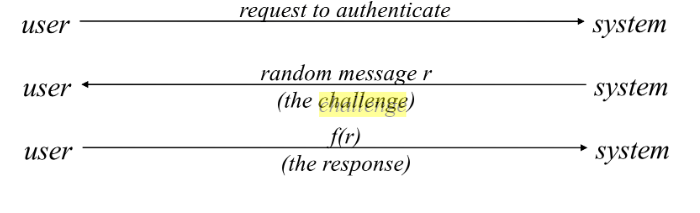 request to authenticate
user system
random message r
user system
(the challenge)
f(r)
user system
(the response)